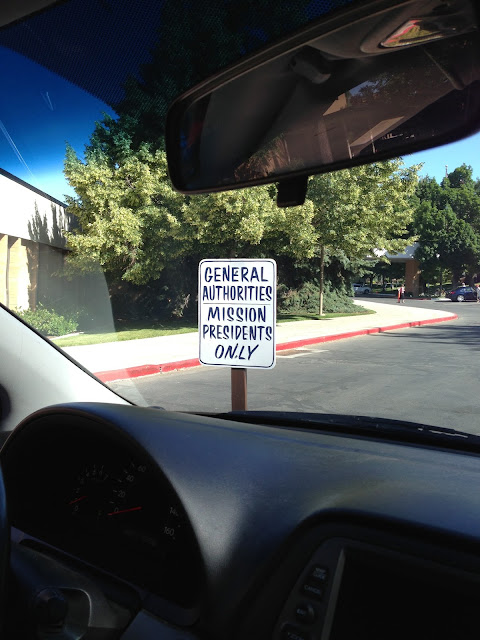 GENERAL
AUTHORITIES
MISSION
PRESIDENTS
ONLY